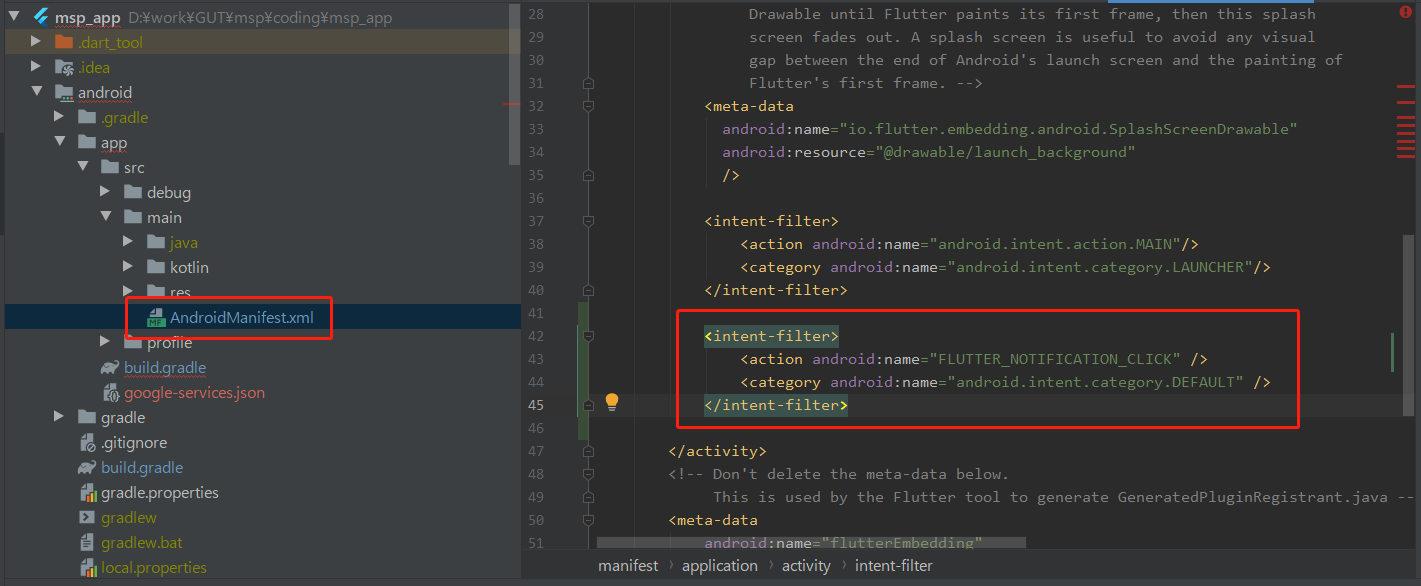 msp_app D:¥work¥GUT¥msp¥coding¥msp_app
.dart_tool
.idea
android
.gradle
app
src
debug
main
java
kotlin
res
AndroidManifest.xml
profile
build.gradle
google-services.json
gradle
.gitignore
build.gradle
gradle.properties
gradlew
gradlew.bat
local.properties
28 Drawable until Flutter paints its first frame, then this splash
29 screen fades out. A splash screen is useful to avoid any visual
30 gap between the end of Android's launch screen and the painting of
31 Flutter's first frame. -->
32 <meta-data
33 android:name="io.flutter.embedding.android.SplashScreenDrawable"
34 android:resource="@drawable/launch_background"
35 />
36
37 <intent-filter>
38 <action android:name="android.intent.action.MAIN"/>
39 <category android:name="android.intent.category.LAUNCHER"/>
40 </intent-filter>
41
42 <intent-filter>
43 <action android:name="FLUTTER_NOTIFICATION_CLICK" />
44 <category android:name="android.intent.category.DEFAULT" />
45 </intent-filter>
46
47 </activity>
48 <!-- Don't delete the meta-data below.
49 This is used by the Flutter tool to generate GeneratedPluginRegistrant.java --
50 <meta-data
51 android:name="flutterEmbedding"
manifest › application › activity › intent-filter